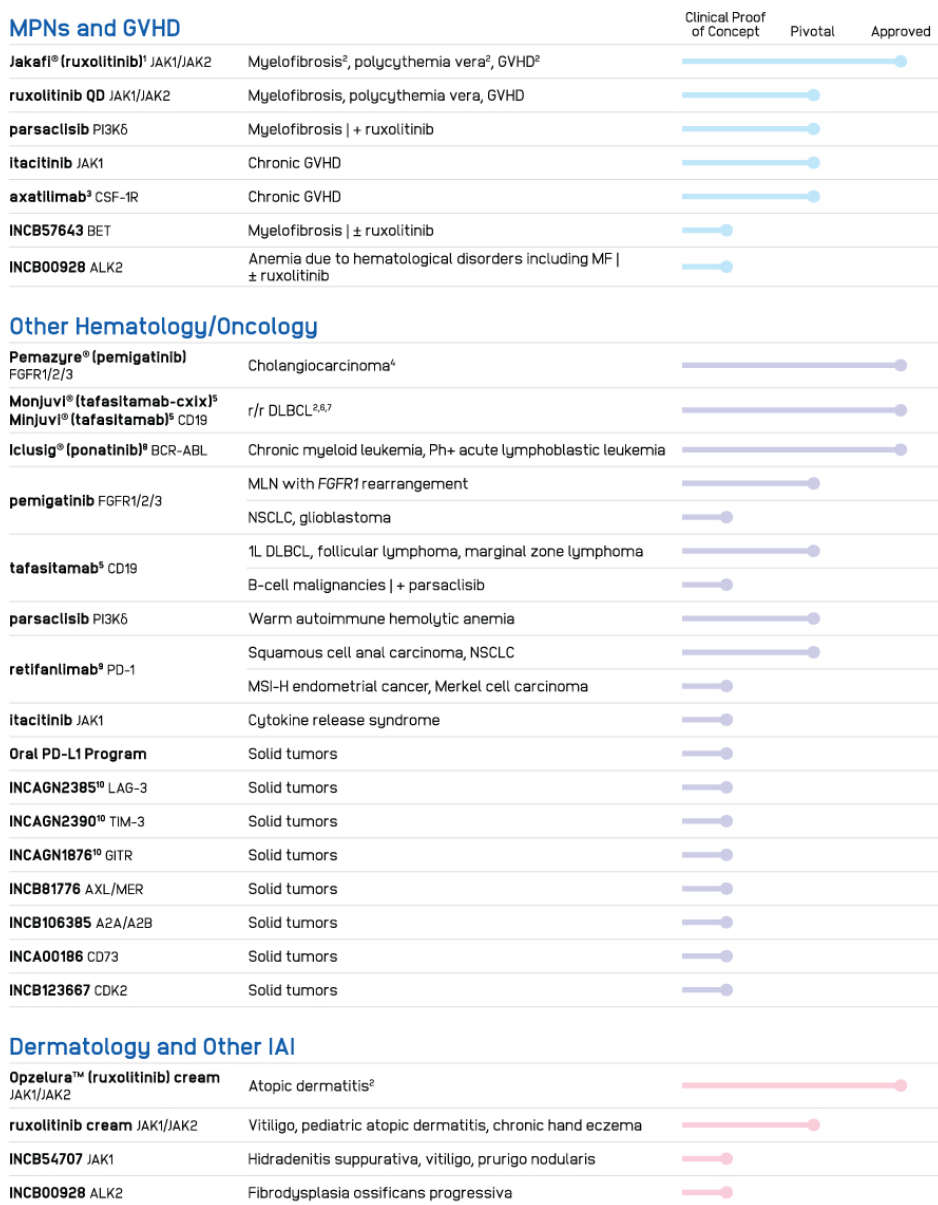 MPNs and GVHD
Clinical Proof
of Concept
Pivotal
Approved
Jakafi® (ruxolitinib)¹ JAK1/JAK2
Myelofibrosis², polycythemia vera², GVHD²
ruxolitinib QD JAK1/JAK2
Myelofibrosis, polycythemia vera, GVHD
parsaclisib PI3Kδ
Myelofibrosis | + ruxolitinib
itacitinib JAK1
Chronic GVHD
axatilimab³ CSF-1R
Chronic GVHD
INCB57643 BET
Myelofibrosis | ± ruxolitinib
INCB00928 ALK2
Anemia due to hematological disorders including MF |
± ruxolitinib
Other Hematology/Oncology
Pemazyre® (pemigatinib)
FGFR1/2/3
Cholangiocarcinoma⁴
Monjuvi® (tafasitamab-cxix)⁵
Minjuvi® (tafasitamab)⁵ CD19
r/r DLBCL²,⁶,⁷
Iclusig® (ponatinib)⁸ BCR-ABL
Chronic myeloid leukemia, Ph+ acute lymphoblastic leukemia
pemigatinib FGFR1/2/3
MLN with FGFR1 rearrangement
NSCLC, glioblastoma
tafasitamab⁵ CD19
1L DLBCL, follicular lymphoma, marginal zone lymphoma
B-cell malignancies | + parsaclisib
parsaclisib PI3Kδ
Warm autoimmune hemolytic anemia
retifanlimab⁹ PD-1
Squamous cell anal carcinoma, NSCLC
MSI-H endometrial cancer, Merkel cell carcinoma
itacitinib JAK1
Cytokine release syndrome
Oral PD-L1 Program
Solid tumors
INCAGN2385¹⁰ LAG-3
Solid tumors
INCAGN2390¹⁰ TIM-3
Solid tumors
INCAGN1876¹⁰ GITR
Solid tumors
INCB81776 AXL/MER
Solid tumors
INCB106385 A2A/A2B
Solid tumors
INCA00186 CD73
Solid tumors
INCB123667 CDK2
Solid tumors
Dermatology and Other IAI
Opzelura™ (ruxolitinib) cream
JAK1/JAK2
Atopic dermatitis²
ruxolitinib cream JAK1/JAK2
Vitiligo, pediatric atopic dermatitis, chronic hand eczema
INCB54707 JAK1
Hidradenitis suppurativa, vitiligo, prurigo nodularis
INCB00928 ALK2
Fibrodysplasia ossificans progressiva